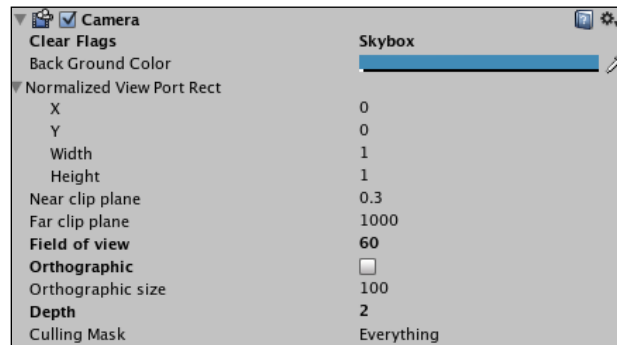 Camera
Clear Flags Skybox
Back Ground Color
Normalized View Port Rect
X 0
Y 0
Width 1
Height 1
Near clip plane 0.3
Far clip plane 1000
Field of view 60
Orthographic
Orthographic size 100
Depth 2
Culling Mask Everything